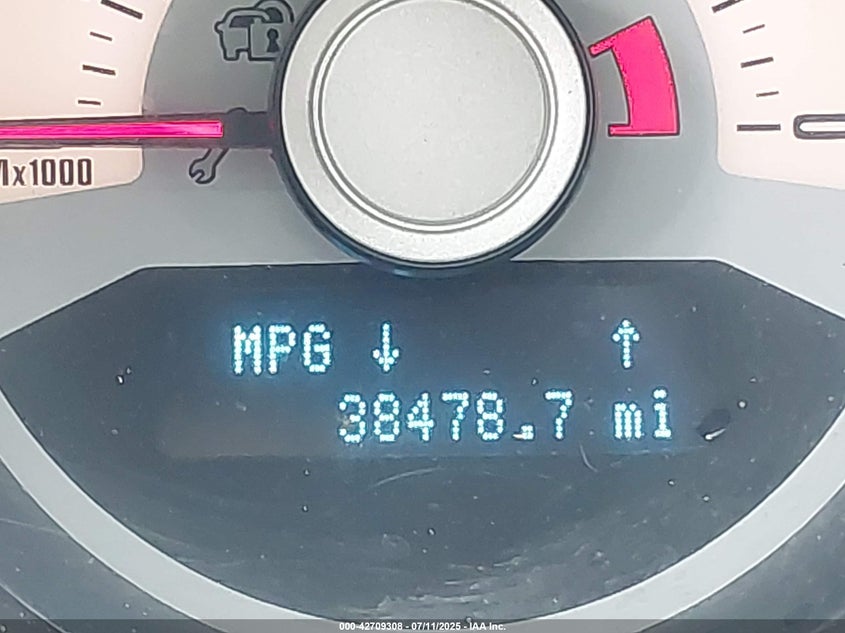 x1000
MPG ↓ ↑
38478.7 mi
000-42709308 - 07/11/2025 - IAA Inc.